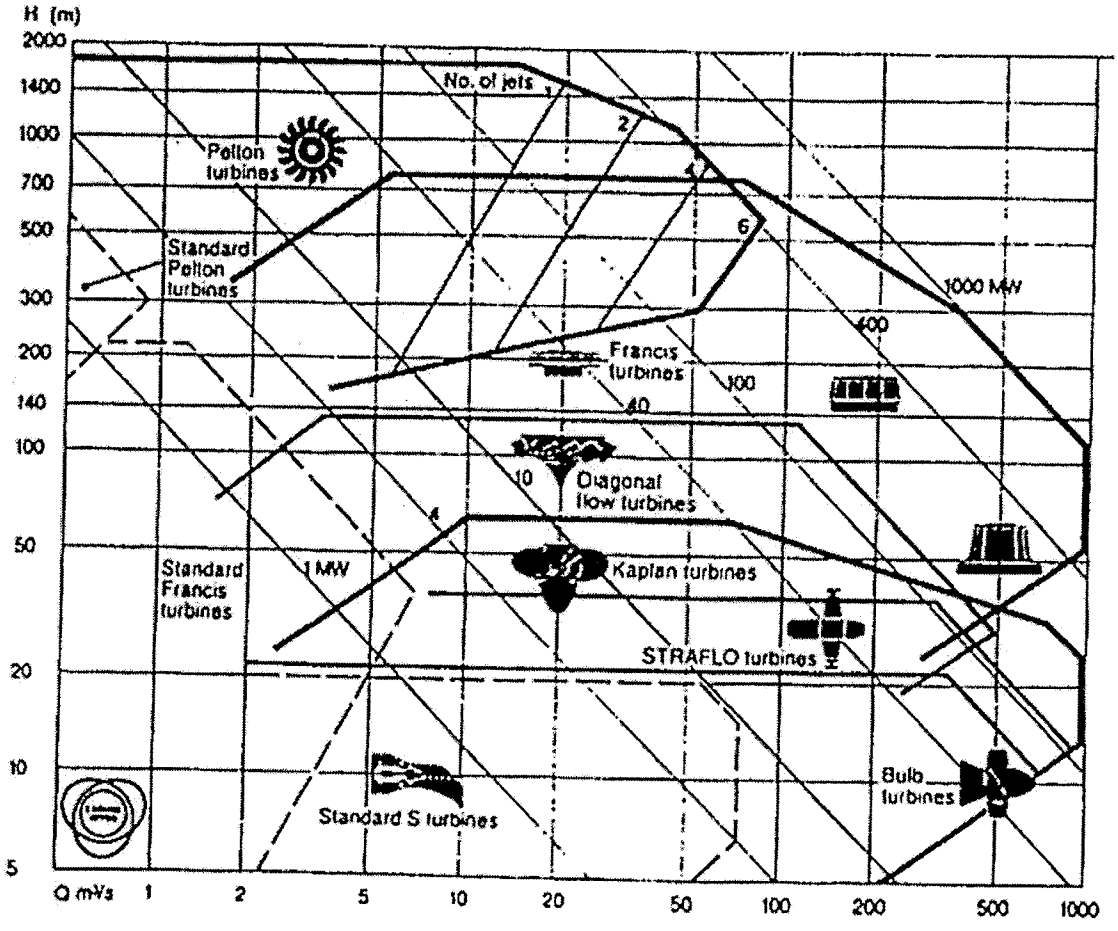 H (m)
2000
1400
1000
700
500
300
200
140
100
50
20
10
5
No. of jets
1
2
4
6
Pelton
turbines
Standard
Pelton
turbines
1000 MW
400
100
40
10
4
1 MW
Francis
turbines
Diagonal
flow turbines
Kaplan turbines
Standard
Francis
turbines
STRAFLO turbines
Bulb
turbines
Standard S turbines
Q m³/s
1
2
5
10
20
50
100
200
500
1000